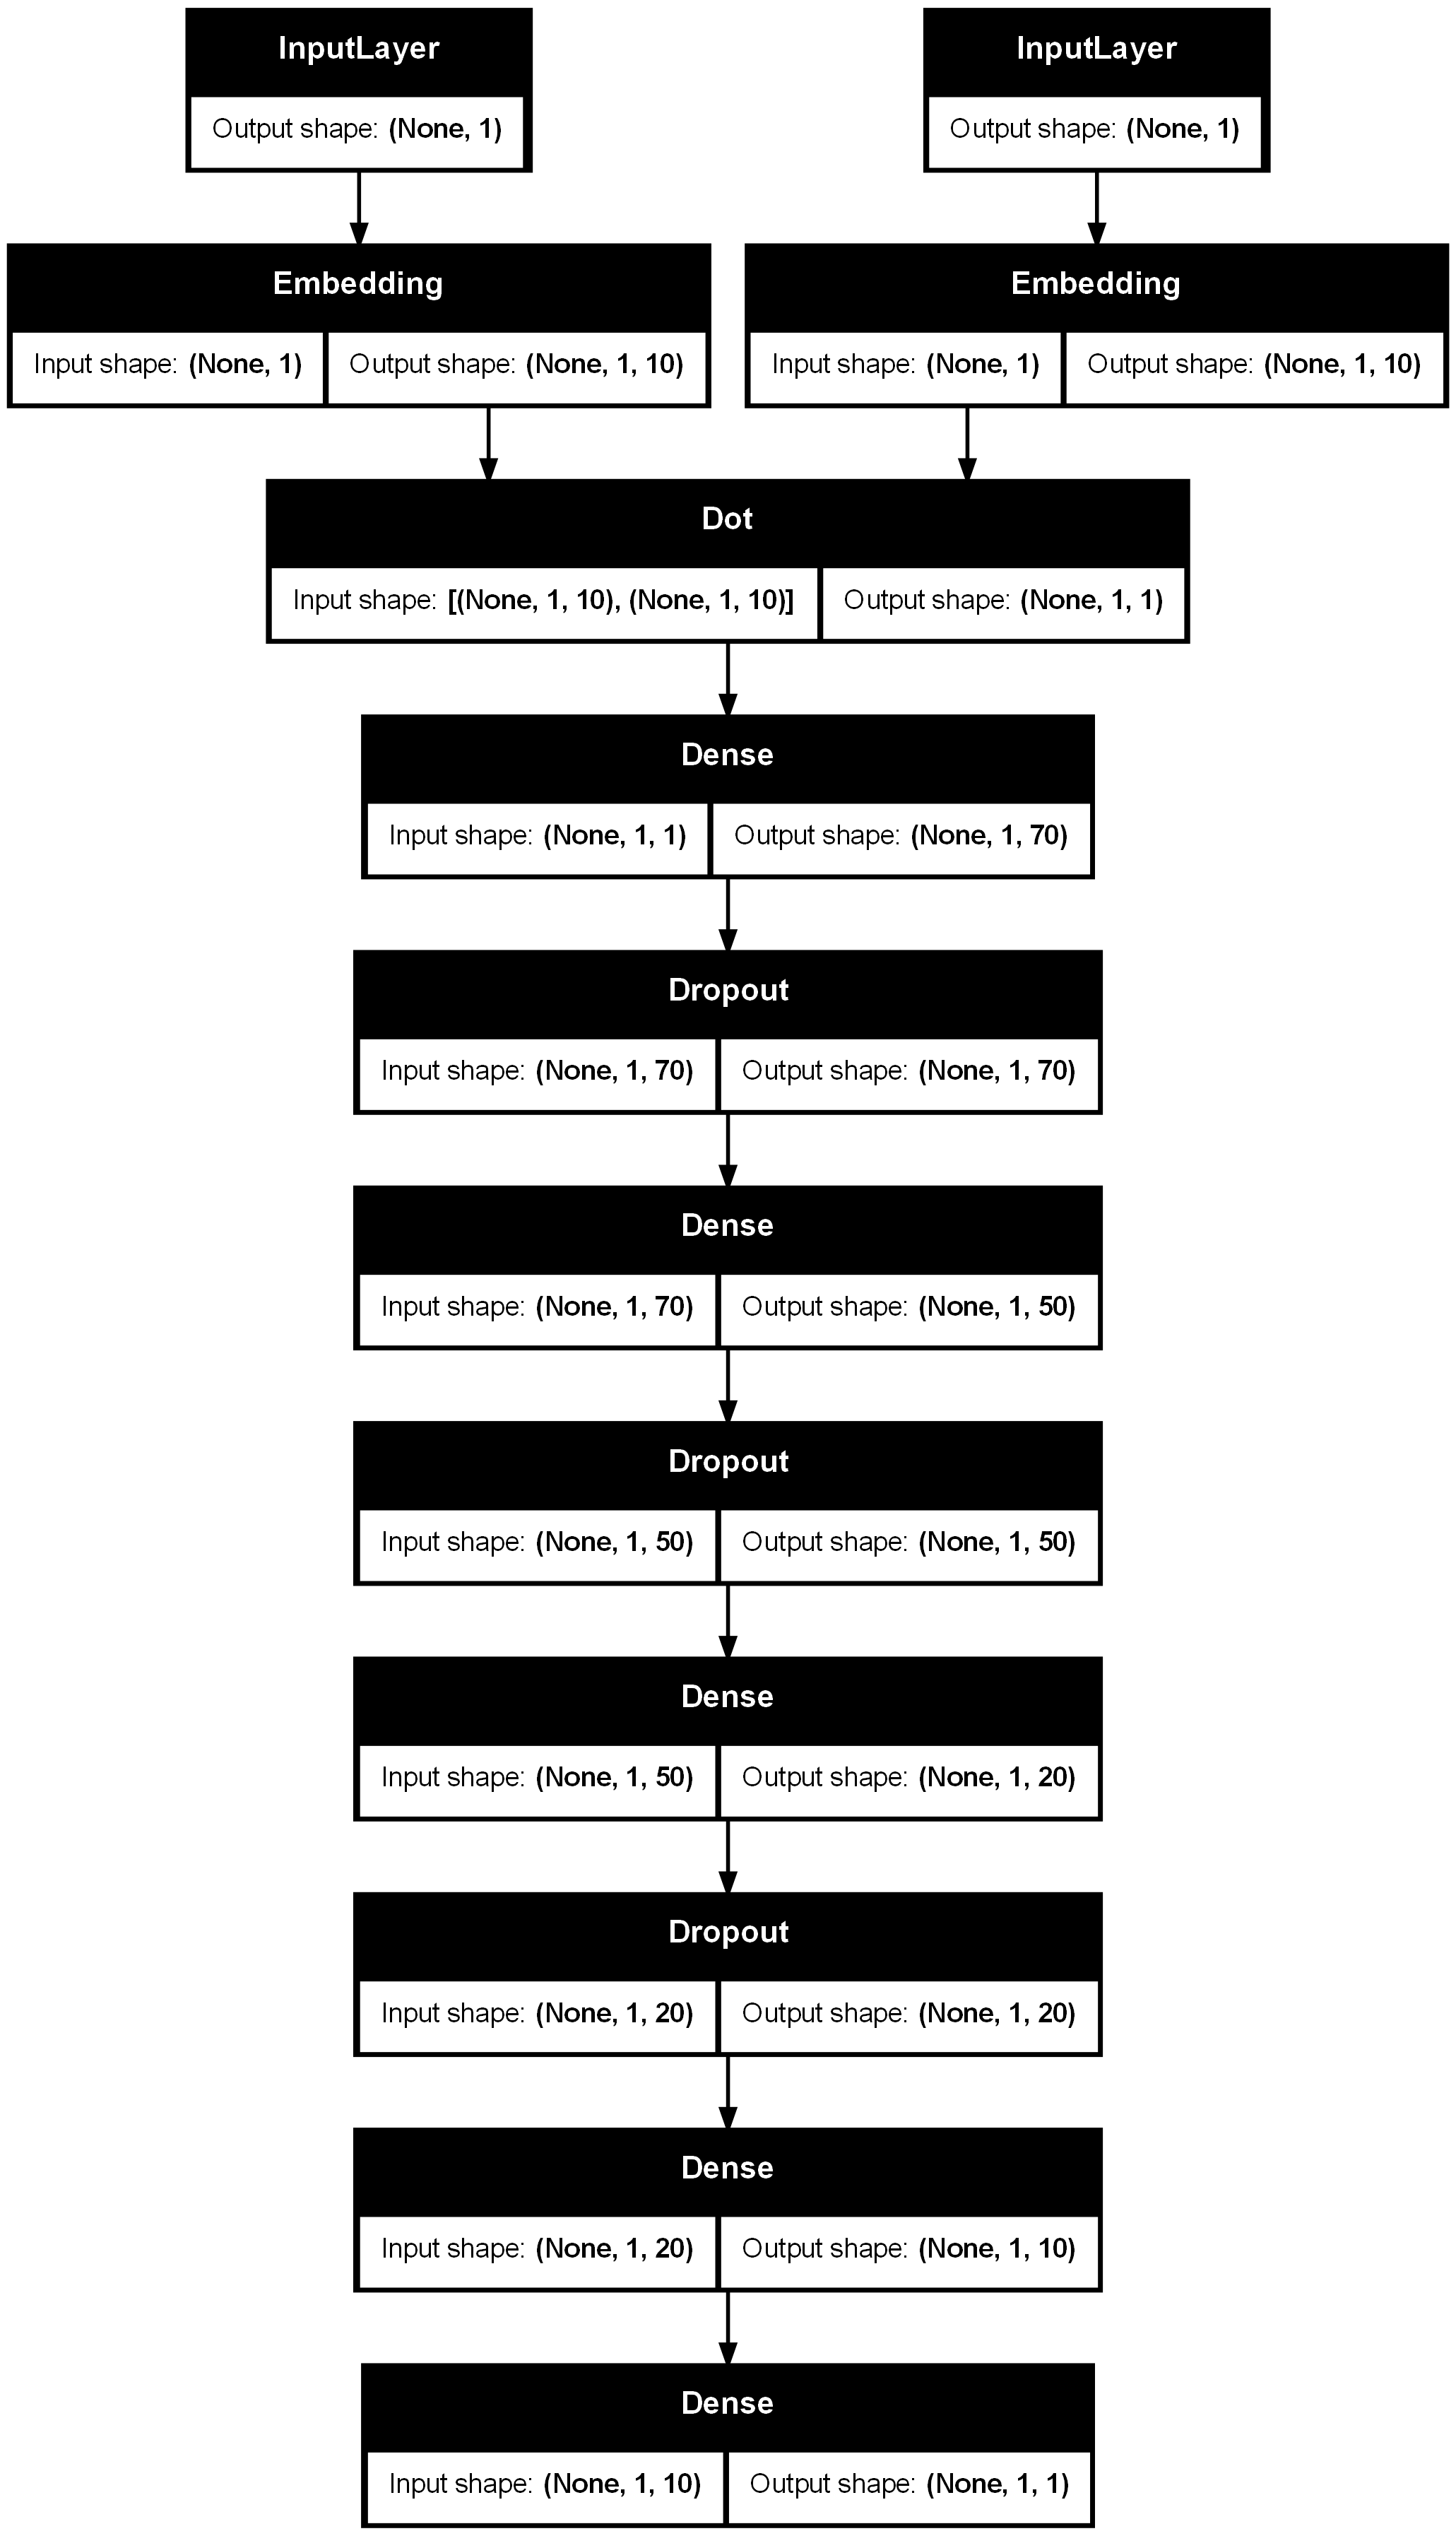 InputLayer
Output shape: (None, 1)
InputLayer
Output shape: (None, 1)
Embedding
Input shape: (None, 1) Output shape: (None, 1, 10)
Embedding
Input shape: (None, 1) Output shape: (None, 1, 10)
Dot
Input shape: [(None, 1, 10), (None, 1, 10)] Output shape: (None, 1, 1)
Dense
Input shape: (None, 1, 1) Output shape: (None, 1, 70)
Dropout
Input shape: (None, 1, 70) Output shape: (None, 1, 70)
Dense
Input shape: (None, 1, 70) Output shape: (None, 1, 50)
Dropout
Input shape: (None, 1, 50) Output shape: (None, 1, 50)
Dense
Input shape: (None, 1, 50) Output shape: (None, 1, 20)
Dropout
Input shape: (None, 1, 20) Output shape: (None, 1, 20)
Dense
Input shape: (None, 1, 20) Output shape: (None, 1, 10)
Dense
Input shape: (None, 1, 10) Output shape: (None, 1, 1)